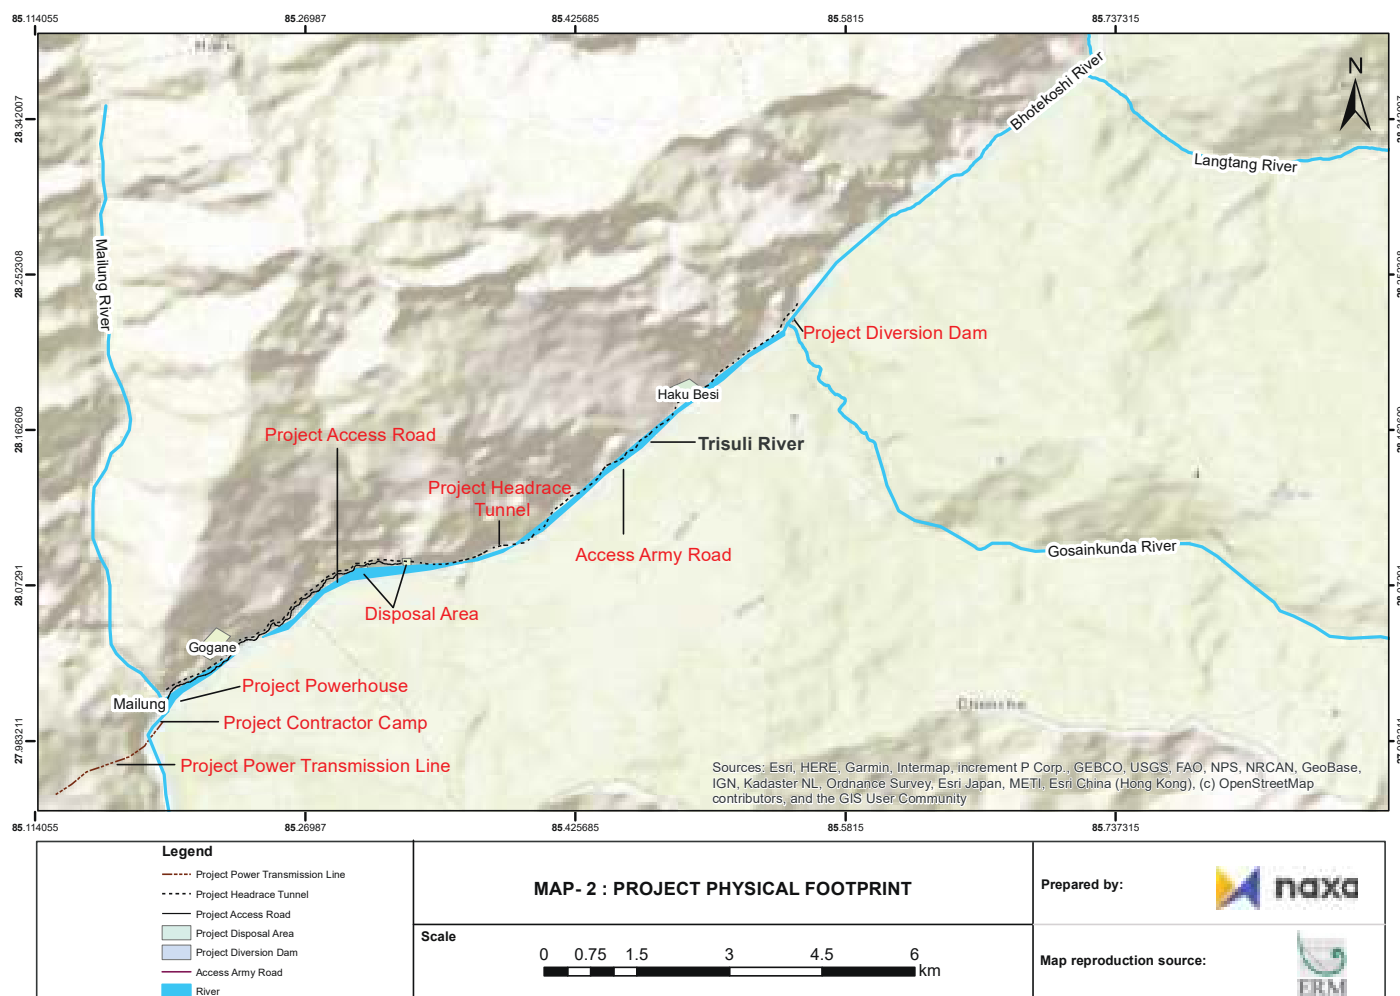 85.114055
85.26987
85.425685
85.5815
85.737315
28.342007
28.252308
28.162609
28.07291
27.983211
N
Bhotekoshi River
Langtang River
Mailung River
Project Diversion Dam
Haku Besi
Project Access Road
Trisuli River
Project Headrace
Tunnel
Access Army Road
Gosainkunda River
Disposal Area
Gogane
Project Powerhouse
Mailung
Project Contractor Camp
Project Power Transmission Line
Sources: Esri, HERE, Garmin, Intermap, increment P Corp., GEBCO, USGS, FAO, NPS, NRCAN, GeoBase,
IGN, Kadaster NL, Ordnance Survey, Esri Japan, METI, Esri China (Hong Kong), (c) OpenStreetMap
contributors, and the GIS User Community
85.114055
85.26987
85.425685
85.5815
85.737315
Legend
Project Power Transmission Line
Project Headrace Tunnel
Project Access Road
Project Disposal Area
Project Diversion Dam
Access Army Road
River
MAP- 2 : PROJECT PHYSICAL FOOTPRINT
Scale
0 0.75 1.5 3 4.5 6
km
Prepared by:
naxa
Map reproduction source:
ERM